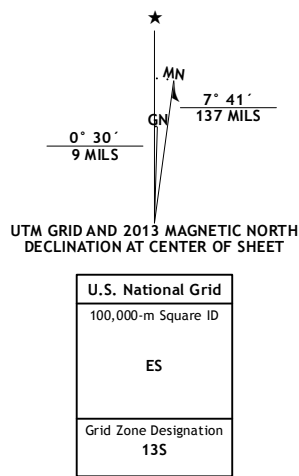 MN
GN
7° 41´
137 MILS
0° 30´
9 MILS
UTM GRID AND 2013 MAGNETIC NORTH
DECLINATION AT CENTER OF SHEET
U.S. National Grid
100,000-m Square ID
ES
Grid Zone Designation
13S